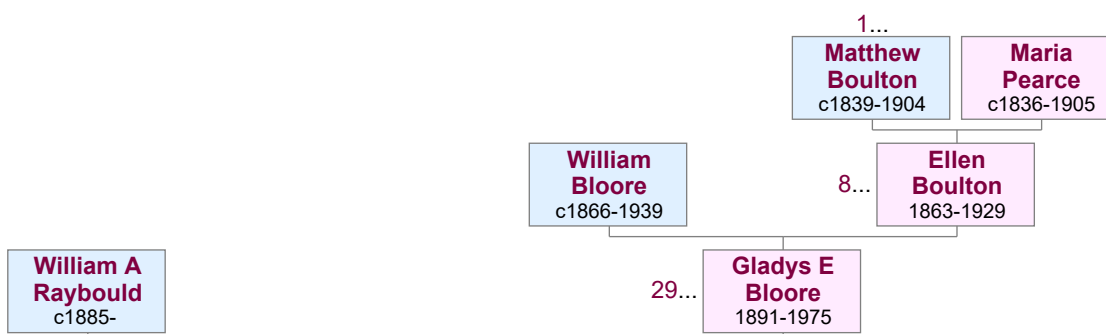 1...
Matthew
Boulton
c1839-1904
Maria
Pearce
c1836-1905
William
Bloore
c1866-1939
8...
Ellen
Boulton
1863-1929
William A
Raybould
c1885-
29...
Gladys E
Bloore
1891-1975